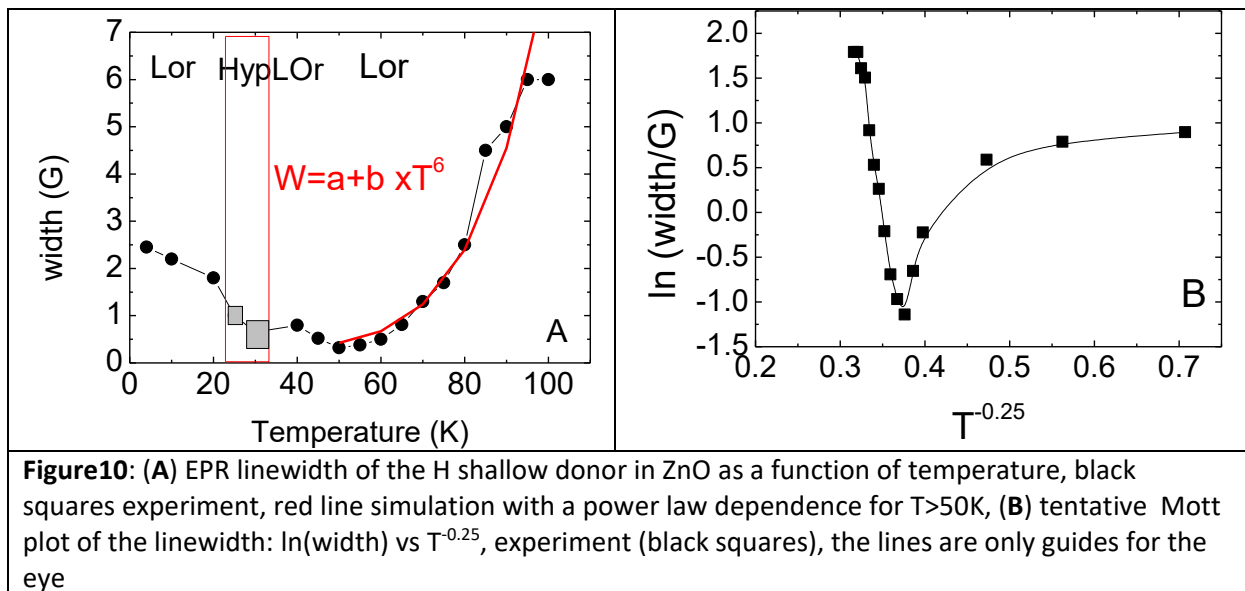 7
6
5
4
3
2
1
0
width (G)
Lor HypLOr Lor
W=a+b xT⁶
A
0 20 40 60 80 100
Temperature (K)
2.0
1.5
1.0
0.5
0.0
-0.5
-1.0
-1.5
ln (width/G)
B
0.2 0.3 0.4 0.5 0.6 0.7
T⁻⁰·²⁵
Figure10: (A) EPR linewidth of the H shallow donor in ZnO as a function of temperature, black
squares experiment, red line simulation with a power law dependence for T>50K, (B) tentative Mott
plot of the linewidth: ln(width) vs T⁻⁰·²⁵, experiment (black squares), the lines are only guides for the
eye